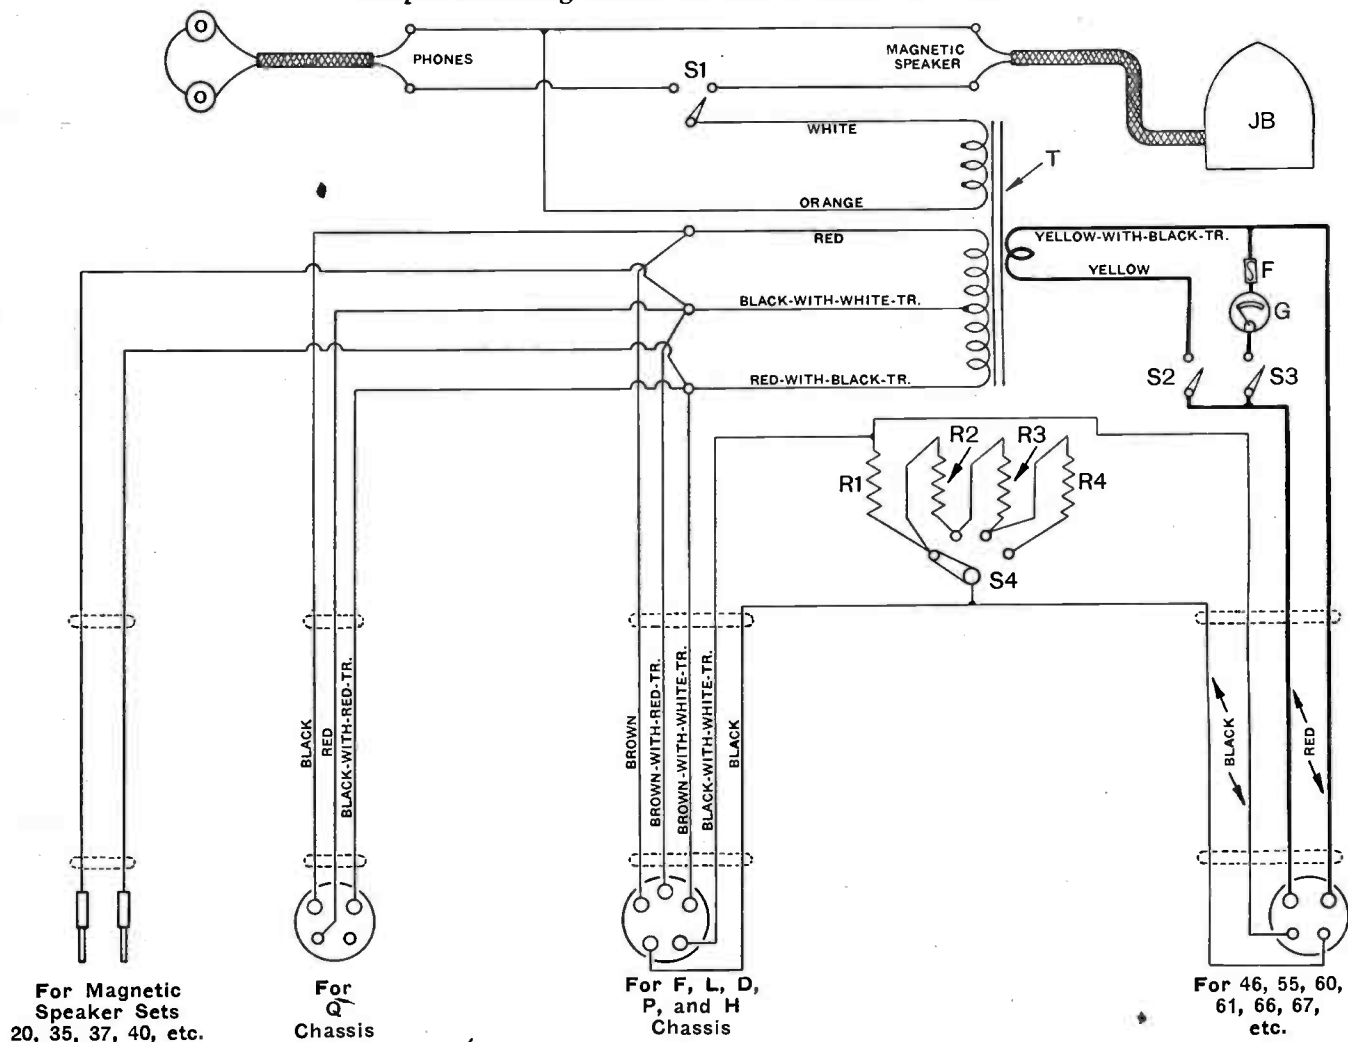 PHONES
MAGNETIC
SPEAKER
S1
JB
WHITE
T
ORANGE
RED
YELLOW-WITH-BLACK-TR.
YELLOW
F
BLACK-WITH-WHITE-TR.
G
RED-WITH-BLACK-TR.
S2
S3
R1
R2
R3
R4
S4
BLACK
RED
BLACK-WITH-RED-TR.
BROWN
BROWN-WITH-RED-TR.
BROWN-WITH-WHITE-TR.
BLACK-WITH-WHITE-TR.
BLACK
BLACK
RED
For Magnetic
Speaker Sets
20, 35, 37, 40, etc.
For
Q
Chassis
For F, L, D,
P, and H
Chassis
For 46, 55, 60,
61, 66, 67,
etc.